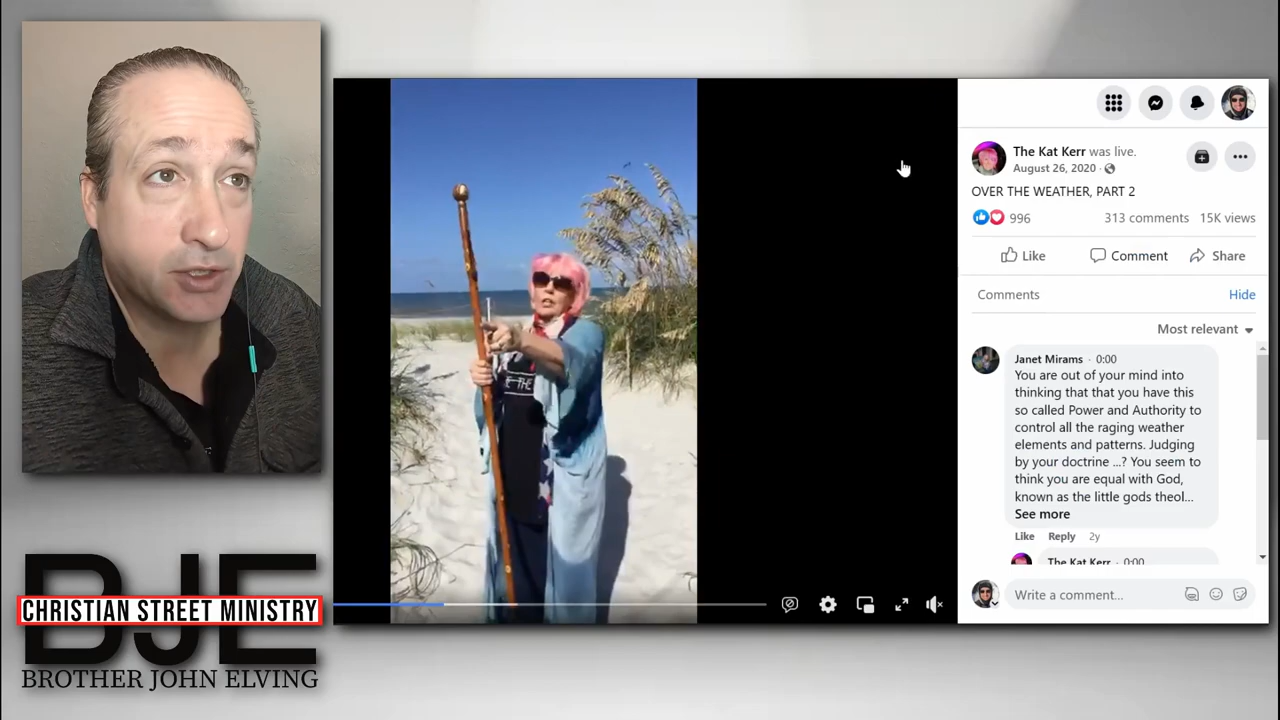 BJE
CHRISTIAN STREET MINISTRY
BROTHER JOHN ELVING
The Kat Kerr was live.
August 26, 2020 ·
OVER THE WEATHER, PART 2
996
313 comments
15K views
Like
Comment
Share
Comments
Hide
Most relevant
Janet Mirams · 0:00
You are out of your mind into
thinking that that you have this
so called Power and Authority to
control all the raging weather
elements and patterns. Judging
by your doctrine ...? You seem to
think you are equal with God,
known as the little gods theol...
See more
Like Reply 2y
The Kat Kerr · 0:00
Write a comment...